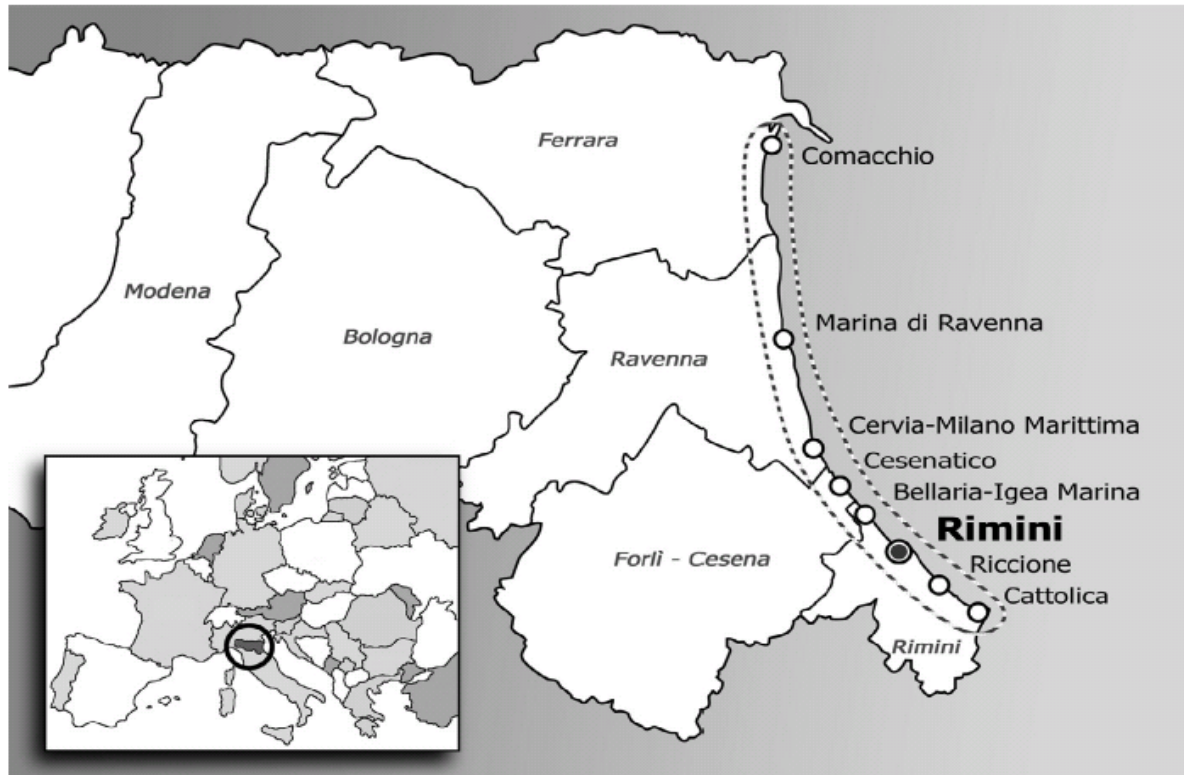 Ferrara
Comacchio
Modena
Marina di Ravenna
Bologna
Ravenna
Cervia-Milano Marittima
Cesenatico
Bellaria-Igea Marina
Rimini
Forlì - Cesena
Riccione
Cattolica
Rimini